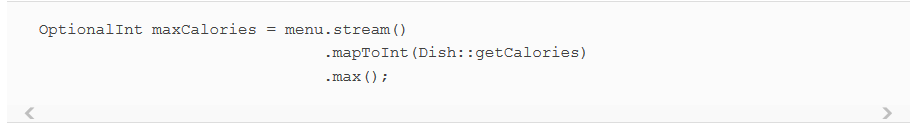 OptionalInt maxCalories = menu.stream()
.mapToInt(Dish::getCalories)
.max();